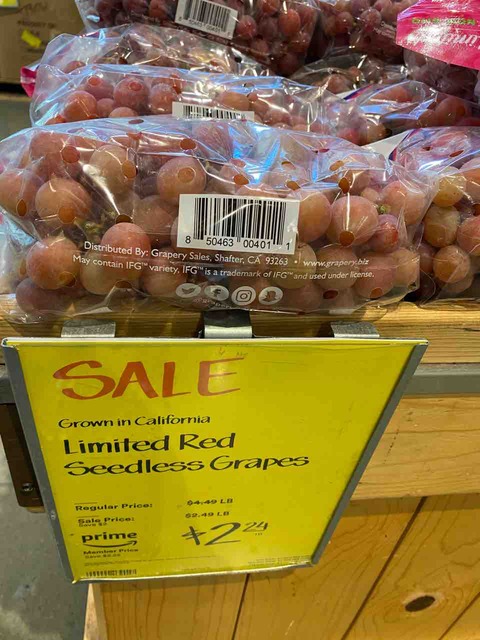 8 50463 00401 1
Distributed By: Grapery Sales, Shafter, CA 93263 • www.grapery.biz
May contain IFG™ variety. IFG™ is a trademark of IFG™ and used under license.
SALE
Grown in California
Limited Red
Seedless Grapes
Regular Price: $4.49 LB
Sale Price: $2.49 LB
prime
Member Price
$2.24